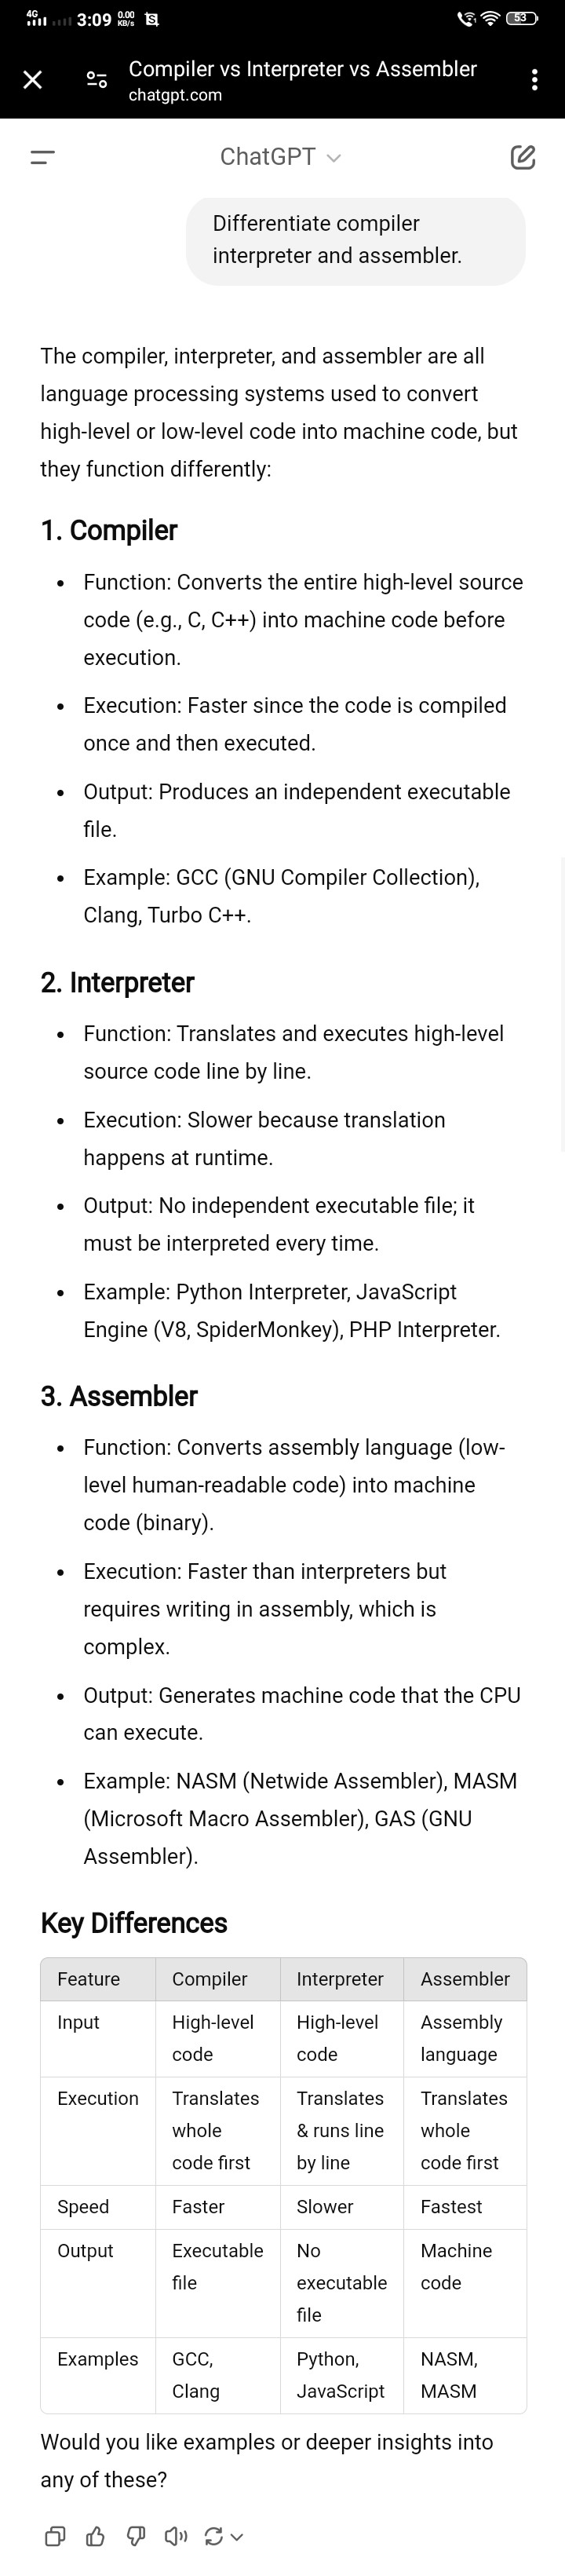 4G 3:09 0.00 KB/s 53
Compiler vs Interpreter vs Assembler
chatgpt.com
ChatGPT
Differentiate compiler
interpreter and assembler.
The compiler, interpreter, and assembler are all
language processing systems used to convert
high-level or low-level code into machine code, but
they function differently:
1. Compiler
• Function: Converts the entire high-level source
code (e.g., C, C++) into machine code before
execution.
• Execution: Faster since the code is compiled
once and then executed.
• Output: Produces an independent executable
file.
• Example: GCC (GNU Compiler Collection),
Clang, Turbo C++.
2. Interpreter
• Function: Translates and executes high-level
source code line by line.
• Execution: Slower because translation
happens at runtime.
• Output: No independent executable file; it
must be interpreted every time.
• Example: Python Interpreter, JavaScript
Engine (V8, SpiderMonkey), PHP Interpreter.
3. Assembler
• Function: Converts assembly language (low-
level human-readable code) into machine
code (binary).
• Execution: Faster than interpreters but
requires writing in assembly, which is
complex.
• Output: Generates machine code that the CPU
can execute.
• Example: NASM (Netwide Assembler), MASM
(Microsoft Macro Assembler), GAS (GNU
Assembler).
Key Differences
Feature Compiler Interpreter Assembler
Input High-level High-level Assembly
code code language
Execution Translates Translates Translates
whole & runs line whole
code first by line code first
Speed Faster Slower Fastest
Output Executable No Machine
file executable code
file
Examples GCC, Python, NASM,
Clang JavaScript MASM
Would you like examples or deeper insights into
any of these?